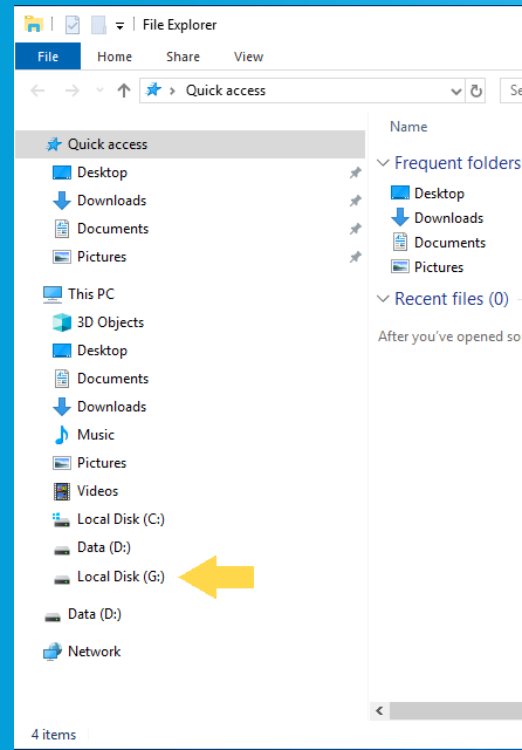 File Explorer
File Home Share View
Quick access
Name
Quick access
Desktop
Downloads
Documents
Pictures
This PC
3D Objects
Desktop
Documents
Downloads
Music
Pictures
Videos
Local Disk (C:)
Data (D:)
Local Disk (G:)
Data (D:)
Network
Frequent folders
Desktop
Downloads
Documents
Pictures
Recent files (0)
After you've opened so
4 items